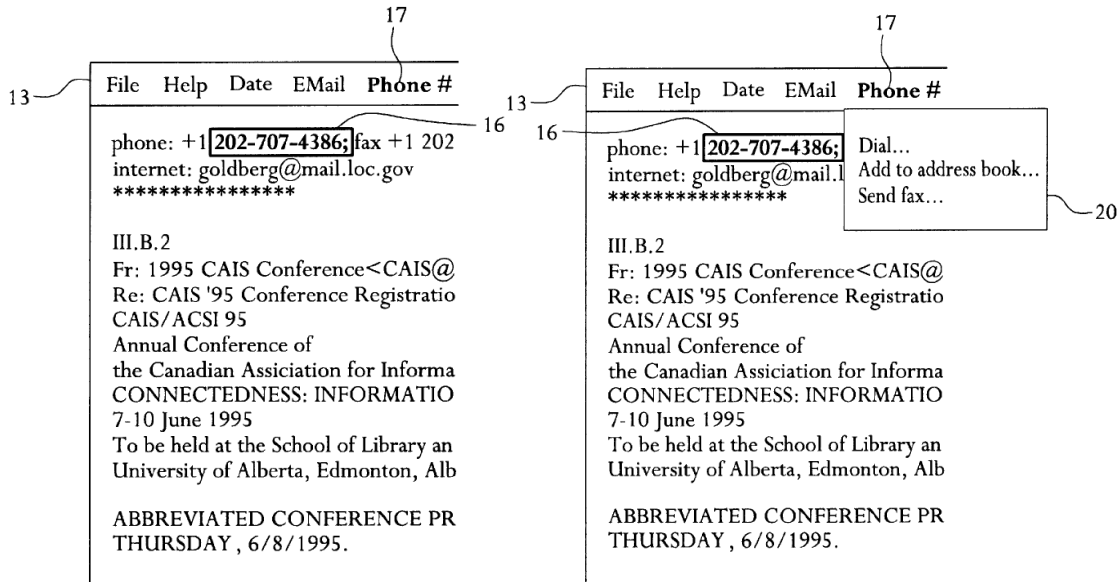 17
13
File Help Date EMail Phone #
16
phone: +1 202-707-4386; fax +1 202
internet: goldberg@mail.loc.gov
****************
III.B.2
Fr: 1995 CAIS Conference<CAIS@
Re: CAIS '95 Conference Registratio
CAIS/ACSI 95
Annual Conference of
the Canadian Assiciation for Informa
CONNECTEDNESS: INFORMATIO
7-10 June 1995
To be held at the School of Library an
University of Alberta, Edmonton, Alb
ABBREVIATED CONFERENCE PR
THURSDAY , 6/8/1995.
17
13
File Help Date EMail Phone #
16
phone: +1 202-707-4386;
internet: goldberg@mail.l
****************
Dial...
Add to address book...
Send fax...
20
III.B.2
Fr: 1995 CAIS Conference<CAIS@
Re: CAIS '95 Conference Registratio
CAIS/ACSI 95
Annual Conference of
the Canadian Assiciation for Informa
CONNECTEDNESS: INFORMATIO
7-10 June 1995
To be held at the School of Library an
University of Alberta, Edmonton, Alb
ABBREVIATED CONFERENCE PR
THURSDAY , 6/8/1995.